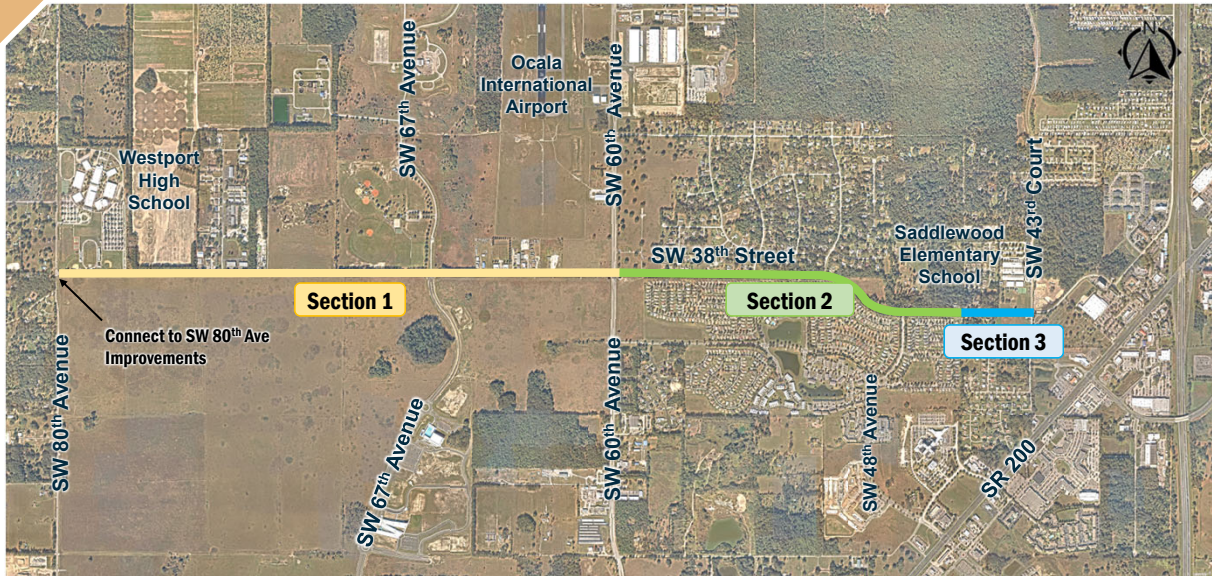 N
SW 67th Avenue
Ocala
International
Airport
SW 60th Avenue
Westport
High
School
SW 43rd Court
Saddlewood
Elementary
School
SW 38th Street
Section 1
Section 2
Section 3
Connect to SW 80th Ave
Improvements
SW 80th Avenue
SW 67th Avenue
SW 60th Avenue
SW 48th Avenue
SR 200